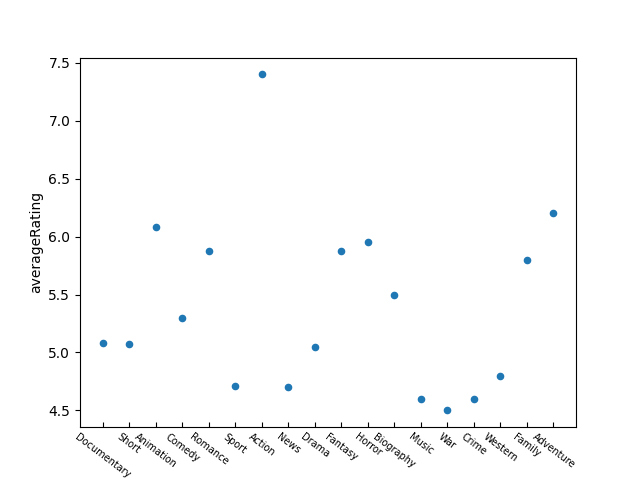 7.5
7.0
6.5
6.0
5.5
5.0
4.5
averageRating
Documentary
Short
Animation
Comedy
Romance
Sport
Action
News
Drama
Fantasy
Horror
Biography
Music
War
Crime
Western
Family
Adventure